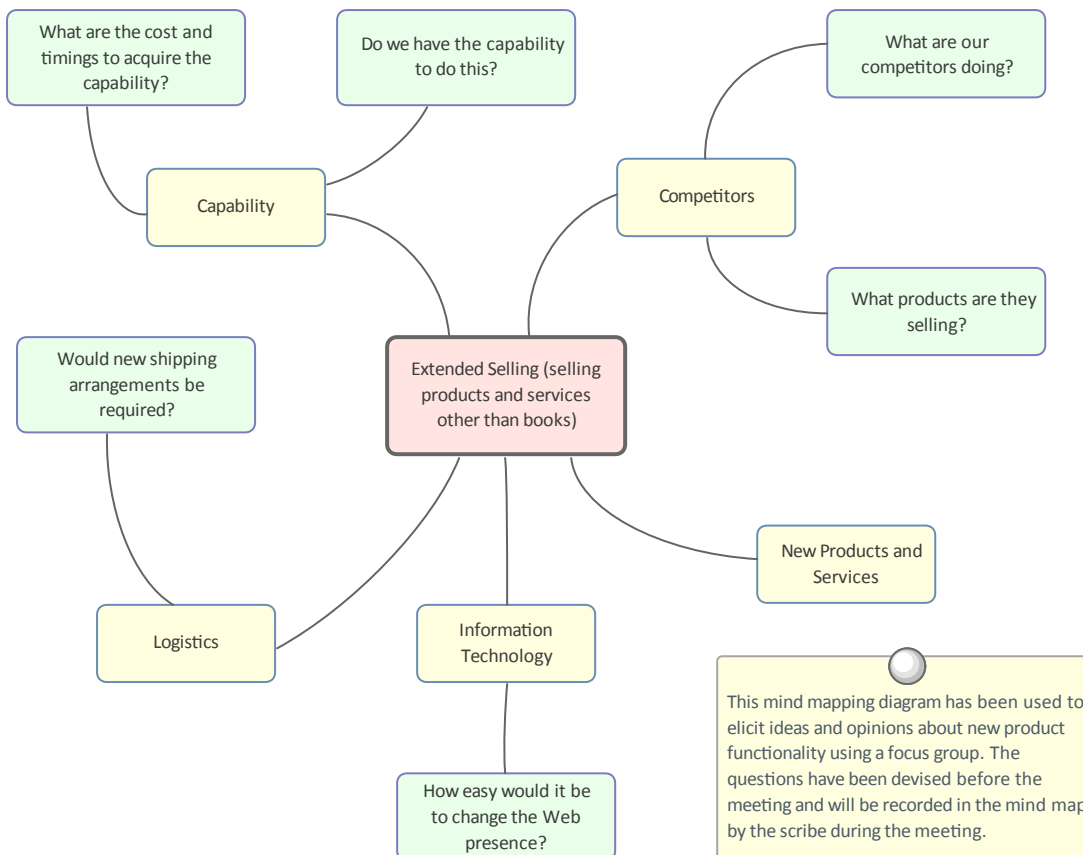 What are the cost and
timings to acquire the
capability?
Do we have the capability
to do this?
What are our
competitors doing?
Capability
Competitors
What products are they
selling?
Would new shipping
arrangements be
required?
Extended Selling (selling
products and services
other than books)
New Products and
Services
Logistics
Information
Technology
How easy would it be
to change the Web
presence?
This mind mapping diagram has been used to
elicit ideas and opinions about new product
functionality using a focus group. The
questions have been devised before the
meeting and will be recorded in the mind map
by the scribe during the meeting.